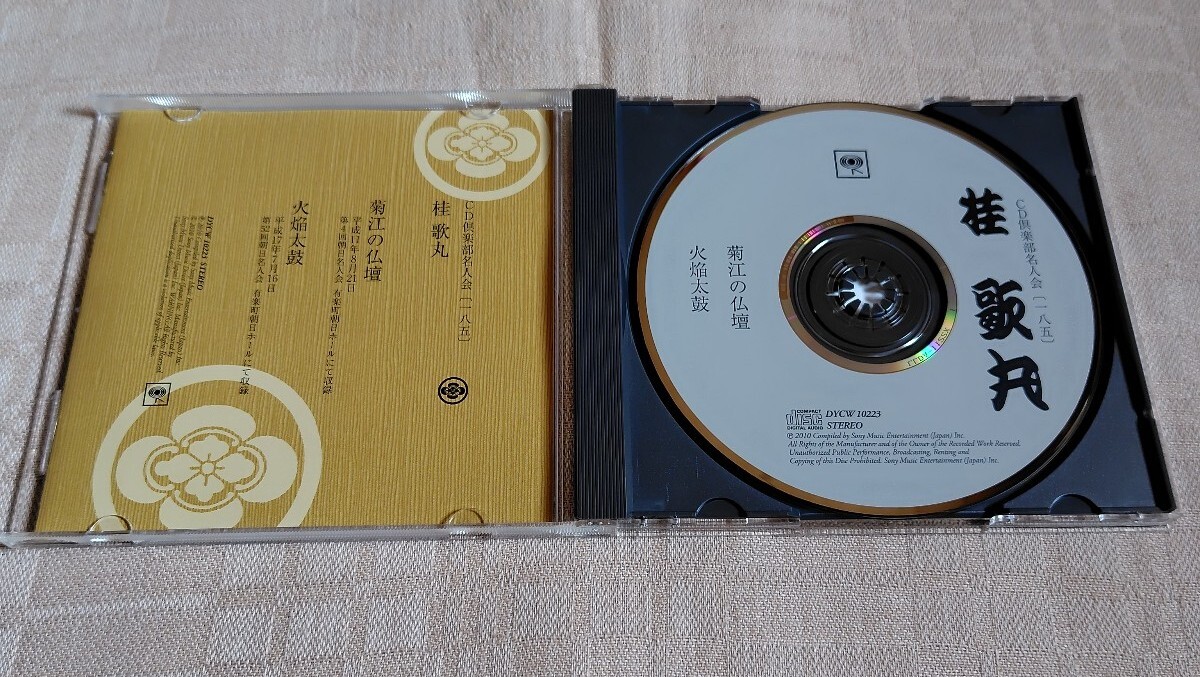 CD倶楽部名人会［一八五］
桂 歌丸
菊江の仏壇
平成11年8月21日
第4回朝日名人会 有楽町朝日ホールにて収録
火焔太鼓
平成17年7月16日
第52回朝日名人会 有楽町朝日ホールにて収録
DYCW 10223 STEREO
CD倶楽部名人会［一八五］
桂 歌丸
菊江の仏壇
火焔太鼓
COMPACT
disc
DIGITAL AUDIO
DYCW 10223
STEREO
℗ 2010 Compiled by Sony Music Entertainment (Japan) Inc.
All Rights of the Manufacturer and of the Owner of the Recorded Work Reserved.
Unauthorized Public Performance, Broadcasting, Renting and
Copying of this Disc Prohibited. Sony Music Entertainment (Japan) Inc.